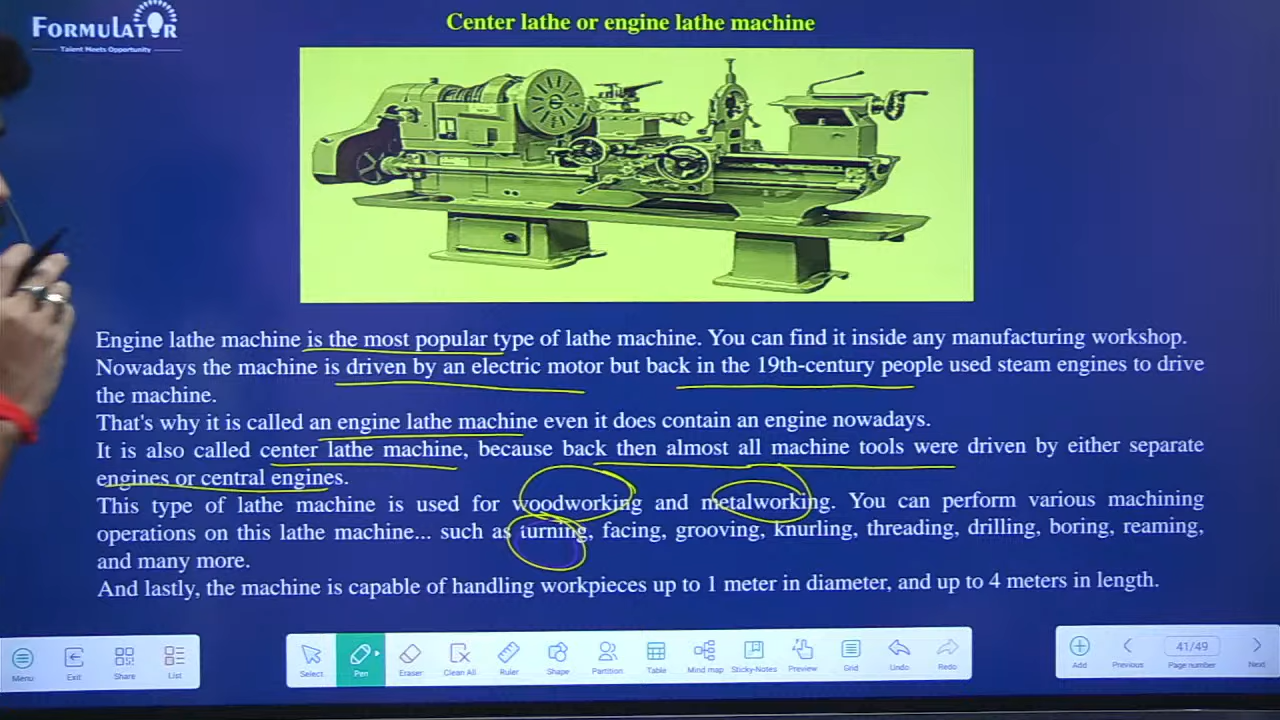 FORMULATOR
Talent Meets Opportunity
Center lathe or engine lathe machine
Engine lathe machine is the most popular type of lathe machine. You can find it inside any manufacturing workshop.
Nowadays the machine is driven by an electric motor but back in the 19th-century people used steam engines to drive
the machine.
That's why it is called an engine lathe machine even it does contain an engine nowadays.
It is also called center lathe machine, because back then almost all machine tools were driven by either separate
engines or central engines.
This type of lathe machine is used for woodworking and metalworking. You can perform various machining
operations on this lathe machine... such as turning, facing, grooving, knurling, threading, drilling, boring, reaming,
and many more.
And lastly, the machine is capable of handling workpieces up to 1 meter in diameter, and up to 4 meters in length.
Menu Exit Share List Select Pen Eraser Clean All Ruler Shape Partition Table Mind map Sticky-Notes Preview Grid Undo Redo Add Previous 41/49 Page number Next